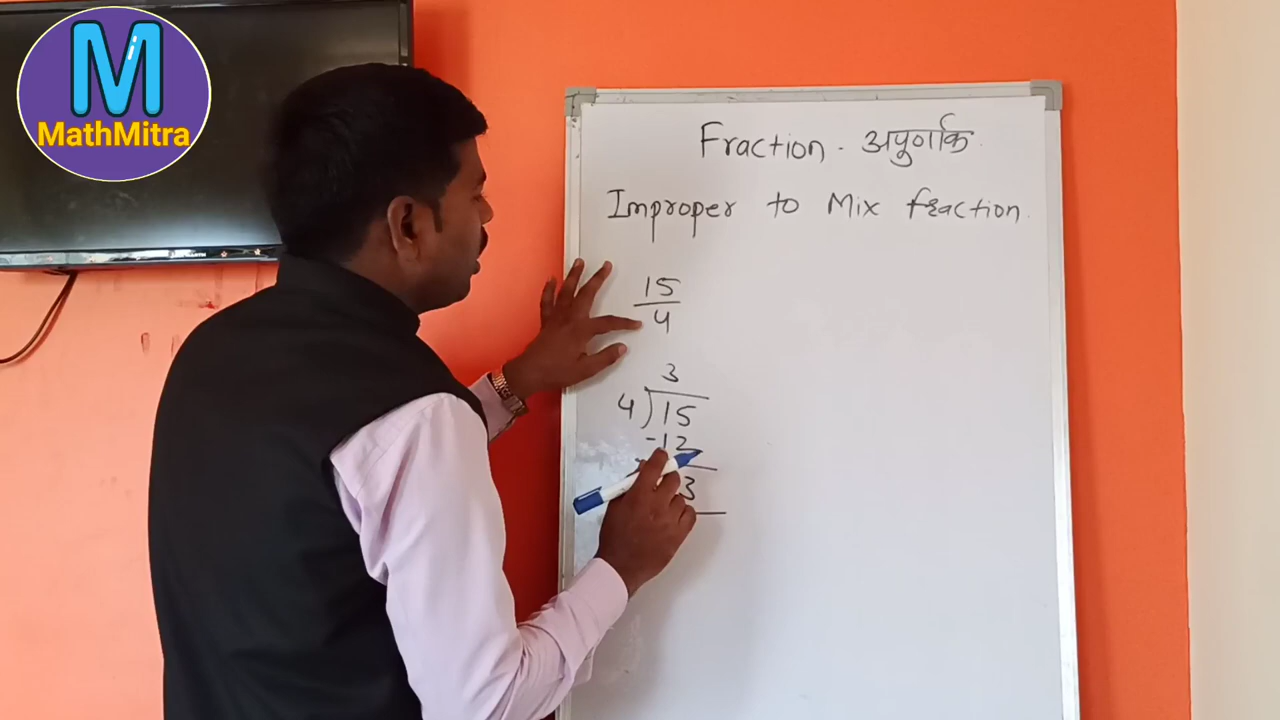 M
MathMitra
Fraction - अपुर्णांक
Improper to Mix fraction.
15
4
3
4 ) 15
-12
3